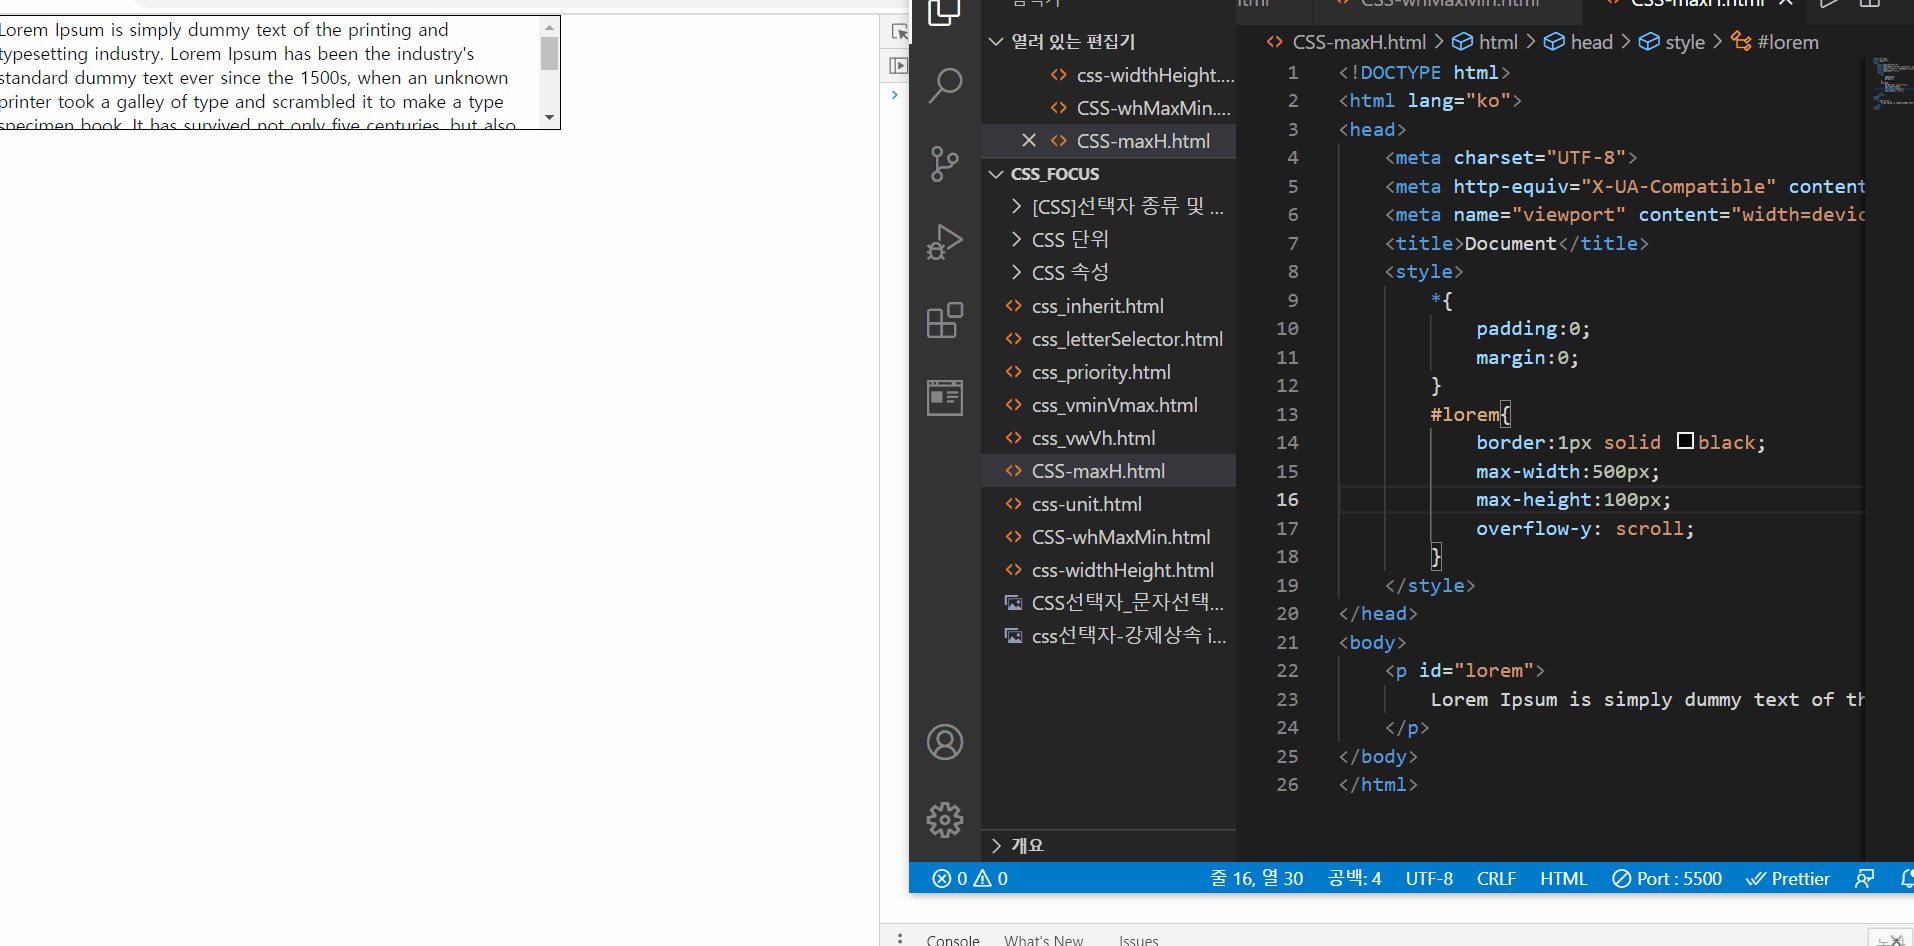 Lorem Ipsum is simply dummy text of the printing and
typesetting industry. Lorem Ipsum has been the industry's
standard dummy text ever since the 1500s, when an unknown
printer took a galley of type and scrambled it to make a type
specimen book. It has survived not only five centuries, but also
열려 있는 편집기
css-widthHeight....
CSS-whMaxMin....
CSS-maxH.html
CSS_FOCUS
[CSS]선택자 종류 및 ...
CSS 단위
CSS 속성
css_inherit.html
css_letterSelector.html
css_priority.html
css_vminVmax.html
css_vwVh.html
CSS-maxH.html
css-unit.html
CSS-whMaxMin.html
css-widthHeight.html
CSS선택자_문자선택...
css선택자-강제상속 i...
개요
CSS-whMaxMin.html
CSS-maxH.html
CSS-maxH.html > html > head > style > #lorem
1 <!DOCTYPE html>
2 <html lang="ko">
3 <head>
4 <meta charset="UTF-8">
5 <meta http-equiv="X-UA-Compatible" content
6 <meta name="viewport" content="width=devic
7 <title>Document</title>
8 <style>
9 *{
10 padding:0;
11 margin:0;
12 }
13 #lorem{
14 border:1px solid black;
15 max-width:500px;
16 max-height:100px;
17 overflow-y: scroll;
18 }
19 </style>
20 </head>
21 <body>
22 <p id="lorem">
23 Lorem Ipsum is simply dummy text of th
24 </p>
25 </body>
26 </html>
0 0 줄 16, 열 30 공백: 4 UTF-8 CRLF HTML Port : 5500 Prettier
Console What's New Issues